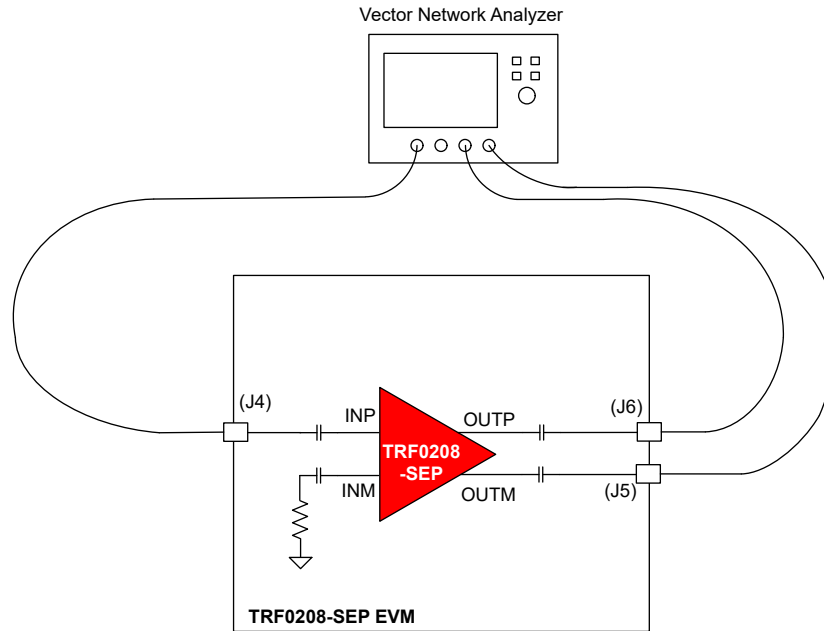 Vector Network Analyzer
(J4)
INP
OUTP
(J6)
TRF0208
-SEP
INM
OUTM
(J5)
TRF0208-SEP EVM